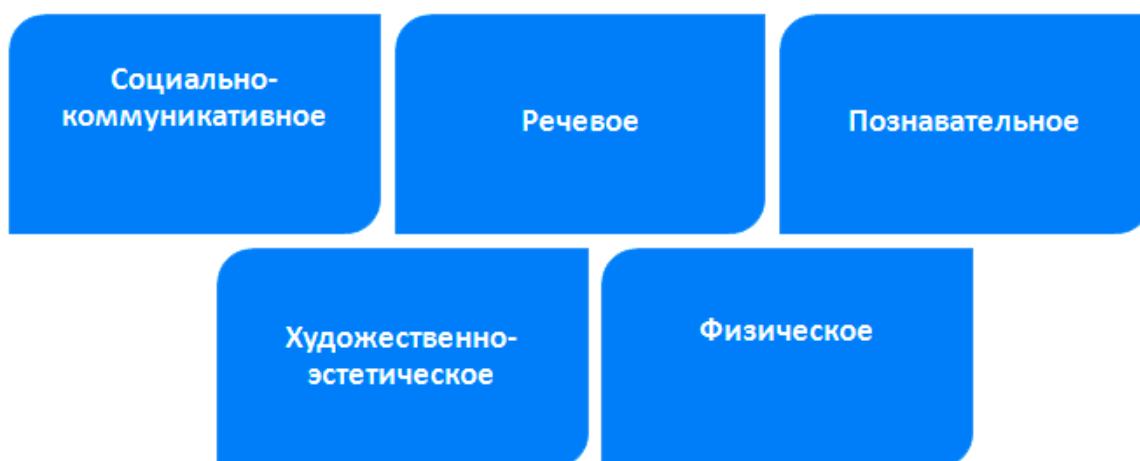 Социально-
коммуникативное
Речевое
Познавательное
Художественно-
эстетическое
Физическое